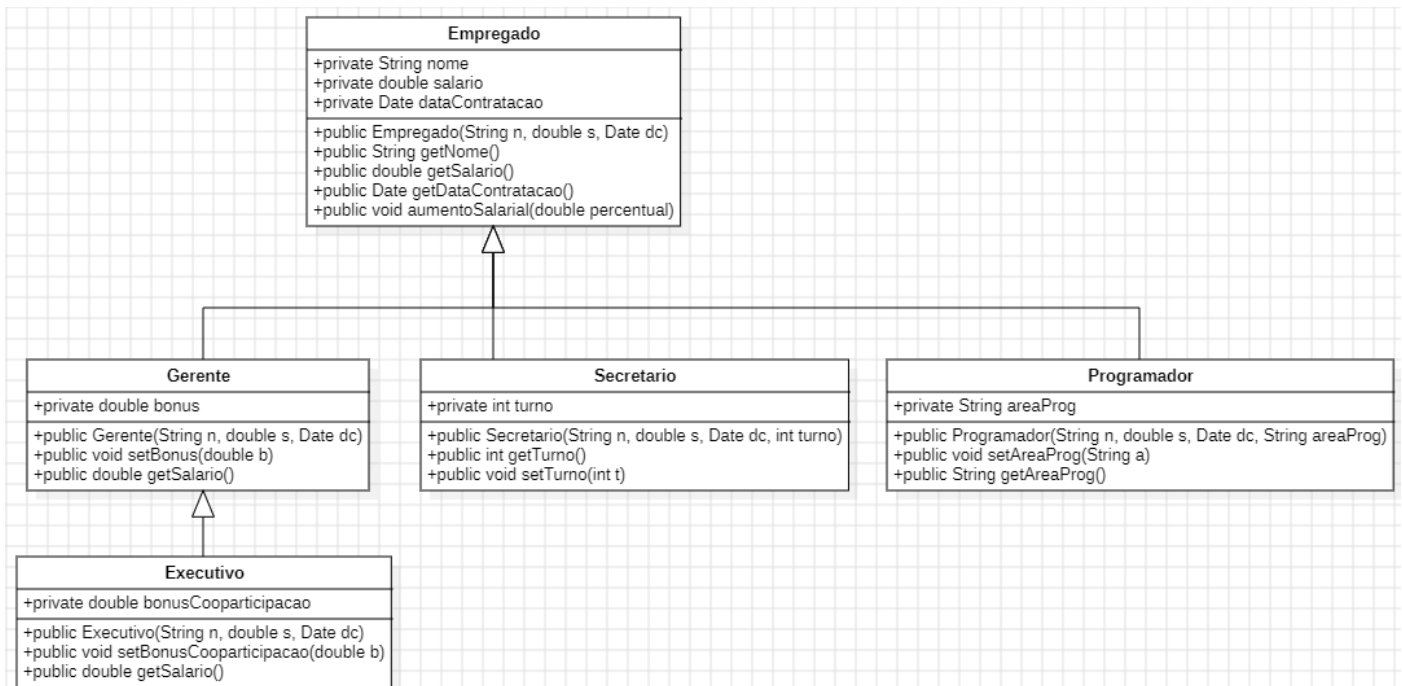 Empregado
+private String nome
+private double salario
+private Date dataContratacao
+public Empregado(String n, double s, Date dc)
+public String getNome()
+public double getSalario()
+public Date getDataContratacao()
+public void aumentoSalarial(double percentual)
Gerente
+private double bonus
+public Gerente(String n, double s, Date dc)
+public void setBonus(double b)
+public double getSalario()
Secretario
+private int turno
+public Secretario(String n, double s, Date dc, int turno)
+public int getTurno()
+public void setTurno(int t)
Programador
+private String areaProg
+public Programador(String n, double s, Date dc, String areaProg)
+public void setAreaProg(String a)
+public String getAreaProg()
Executivo
+private double bonusCooparticipacao
+public Executivo(String n, double s, Date dc)
+public void setBonusCooparticipacao(double b)
+public double getSalario()